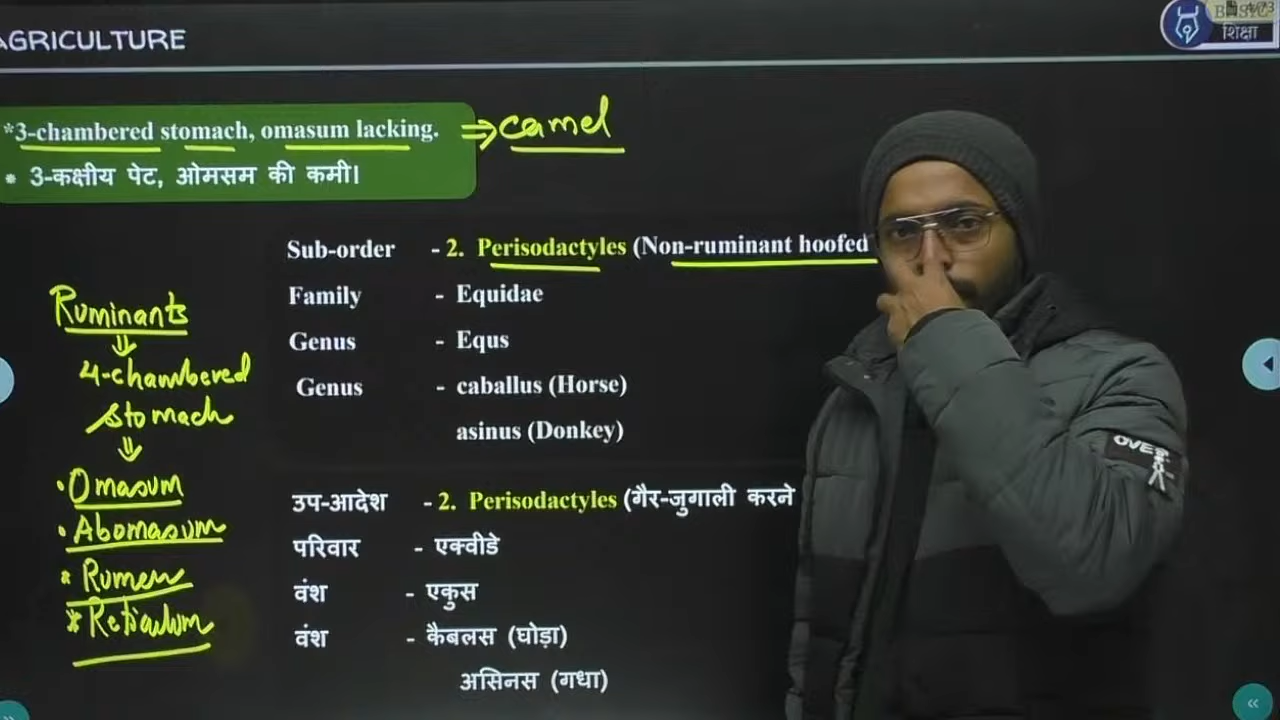 AGRICULTURE
शिक्षा
*3-chambered stomach, omasum lacking. ⇒ camel
* 3-कक्षीय पेट, ओमसम की कमी।
Sub-order - 2. Perisodactyles (Non-ruminant hoofed
Family - Equidae
Genus - Equs
Genus - caballus (Horse)
asinus (Donkey)
Ruminants
⇓
4-chambered
stomach
⇓
• Omasum
• Abomasum
* Rumen
* Reticulum
उप-आदेश - 2. Perisodactyles (गैर-जुगाली करने
परिवार - एक्वीडे
वंश - एकुस
वंश - कैबलस (घोड़ा)
असिनस (गधा)
OVER